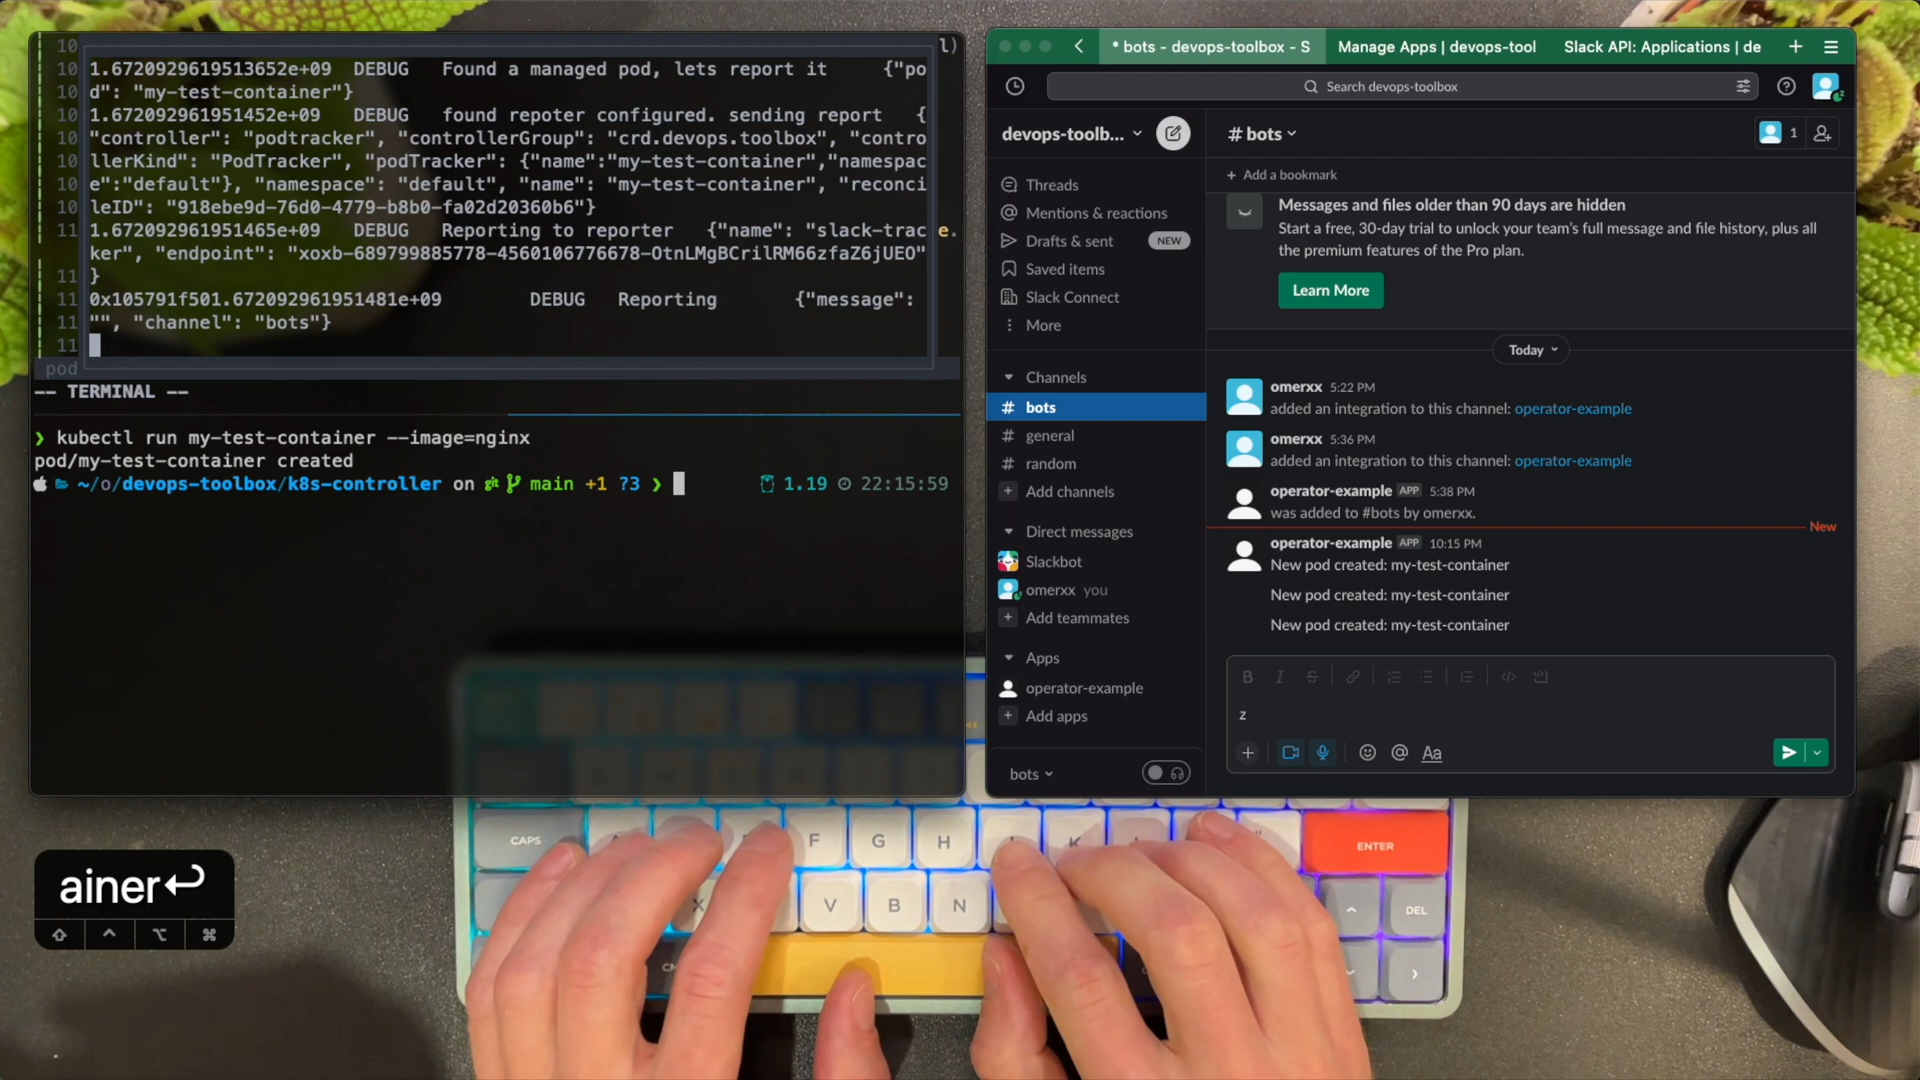 10 l)
10 1.6720929619513652e+09 DEBUG Found a managed pod, lets report it {"po
10 d": "my-test-container"}
10 1.672092961951452e+09 DEBUG found repoter configured. sending report {
10 "controller": "podtracker", "controllerGroup": "crd.devops.toolbox", "contro
10 llerKind": "PodTracker", "podTracker": {"name":"my-test-container","namespac
10 e":"default"}, "namespace": "default", "name": "my-test-container", "reconci
10 leID": "918ebe9d-76d0-4779-b8b0-fa02d20360b6"}
11 1.672092961951465e+09 DEBUG Reporting to reporter {"name": "slack-trac e.
ker", "endpoint": "xoxb-689799885778-4560106776678-OtnLMgBCrilRM66zfaZ6jUEO"
11 }
11 0x105791f501.672092961951481e+09 DEBUG Reporting {"message":
11 "", "channel": "bots"}
11
pod
-- TERMINAL --
❯ kubectl run my-test-container --image=nginx
pod/my-test-container created
~/o/devops-toolbox/k8s-controller on git main +1 ?3 ❯ 1.19 22:15:59
* bots - devops-toolbox - S
Manage Apps | devops-tool
Slack API: Applications | de
Search devops-toolbox
devops-toolb...
Threads
Mentions & reactions
Drafts & sent NEW
Saved items
Slack Connect
More
Channels
# bots
# general
# random
+ Add channels
Direct messages
Slackbot
omerxx you
+ Add teammates
Apps
operator-example
+ Add apps
bots
# bots
1
+ Add a bookmark
Messages and files older than 90 days are hidden
Start a free, 30-day trial to unlock your team's full message and file history, plus all
the premium features of the Pro plan.
Learn More
Today
omerxx 5:22 PM
added an integration to this channel: operator-example
omerxx 5:36 PM
added an integration to this channel: operator-example
operator-example APP 5:38 PM
was added to #bots by omerxx.
New
operator-example APP 10:15 PM
New pod created: my-test-container
New pod created: my-test-container
New pod created: my-test-container
B I S
z
+ @ Aa
ainer↩
⇧ ⌃ ⌥ ⌘
CAPS F G H K ENTER
X V B N DEL